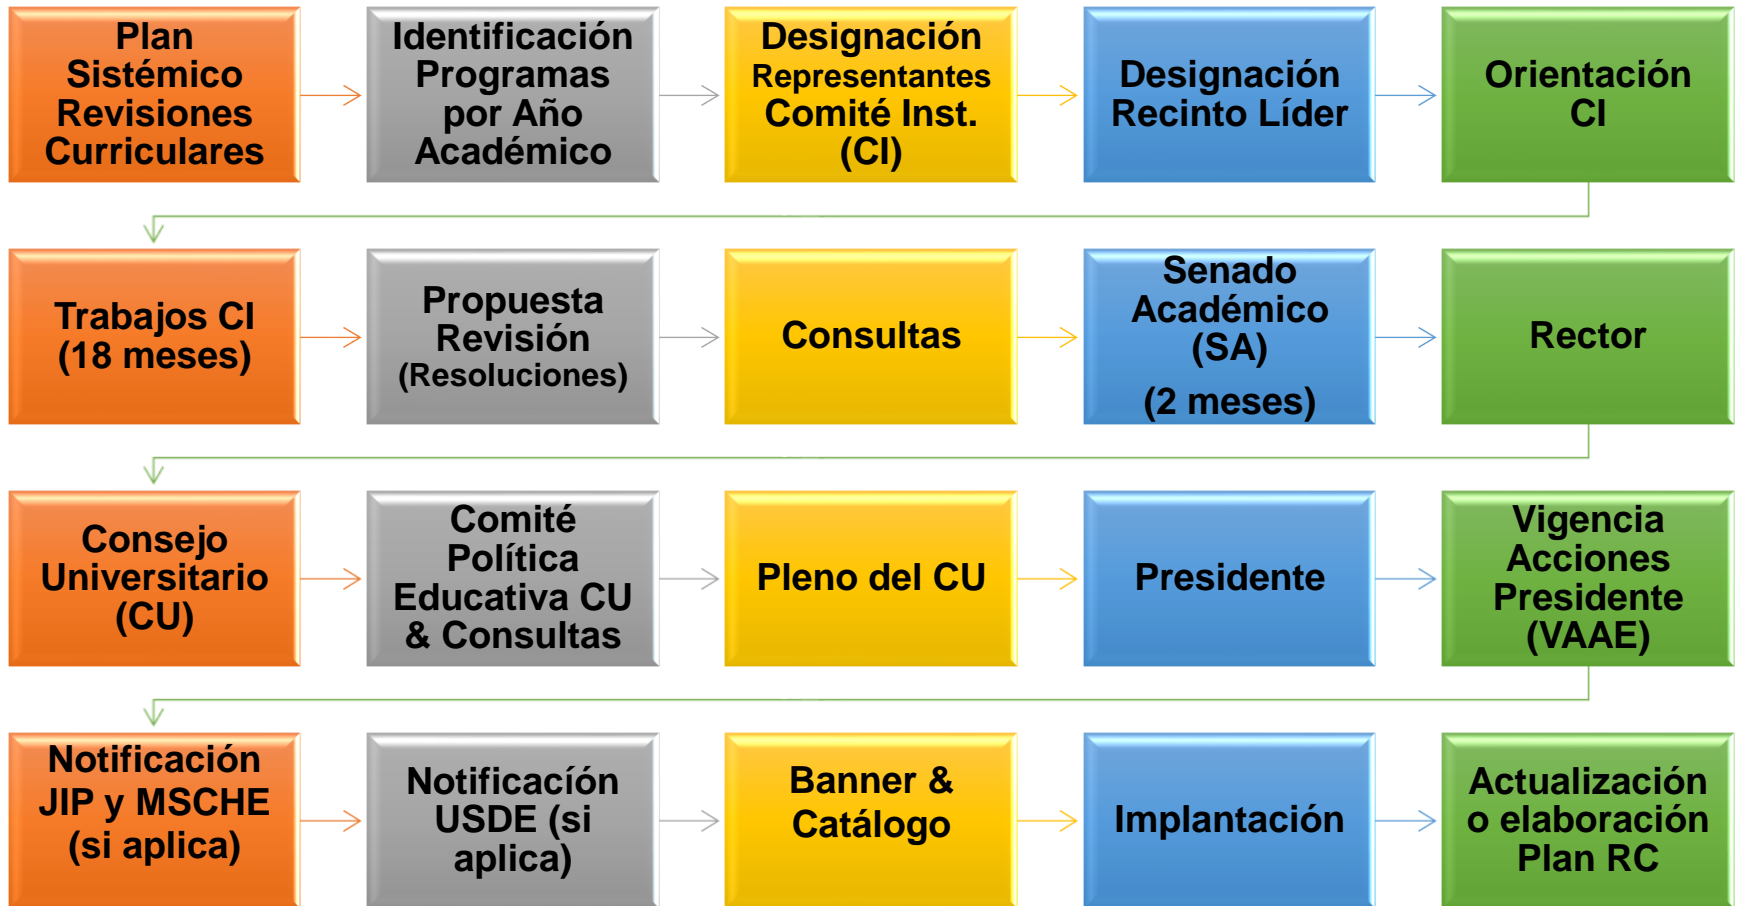 Plan
Sistémico
Revisiones
Curriculares
Identificación
Programas
por Año
Académico
Designación
Representantes
Comité Inst.
(CI)
Designación
Recinto Líder
Orientación
CI
Trabajos CI
(18 meses)
Propuesta
Revisión
(Resoluciones)
Consultas
Senado
Académico
(SA)
(2 meses)
Rector
Consejo
Universitario
(CU)
Comité
Política
Educativa CU
& Consultas
Pleno del CU
Presidente
Vigencia
Acciones
Presidente
(VAAE)
Notificación
JIP y MSCHE
(si aplica)
Notificacíón
USDE (si
aplica)
Banner &
Catálogo
Implantación
Actualización
o elaboración
Plan RC